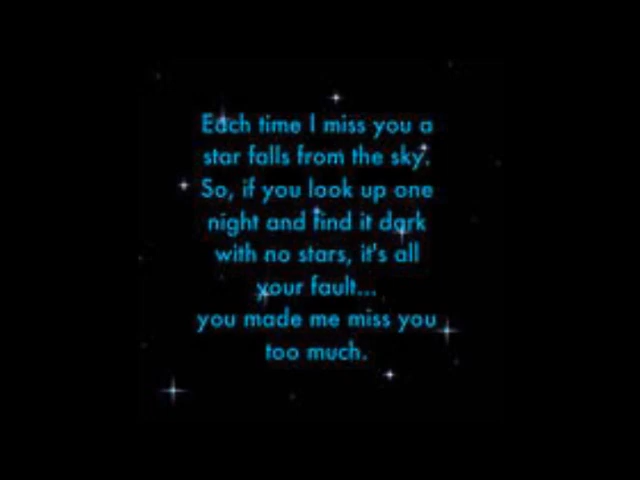 Each time I miss you a
star falls from the sky.
So, if you look up one
night and find it dark
with no stars, it's all
your fault...
you made me miss you
too much.